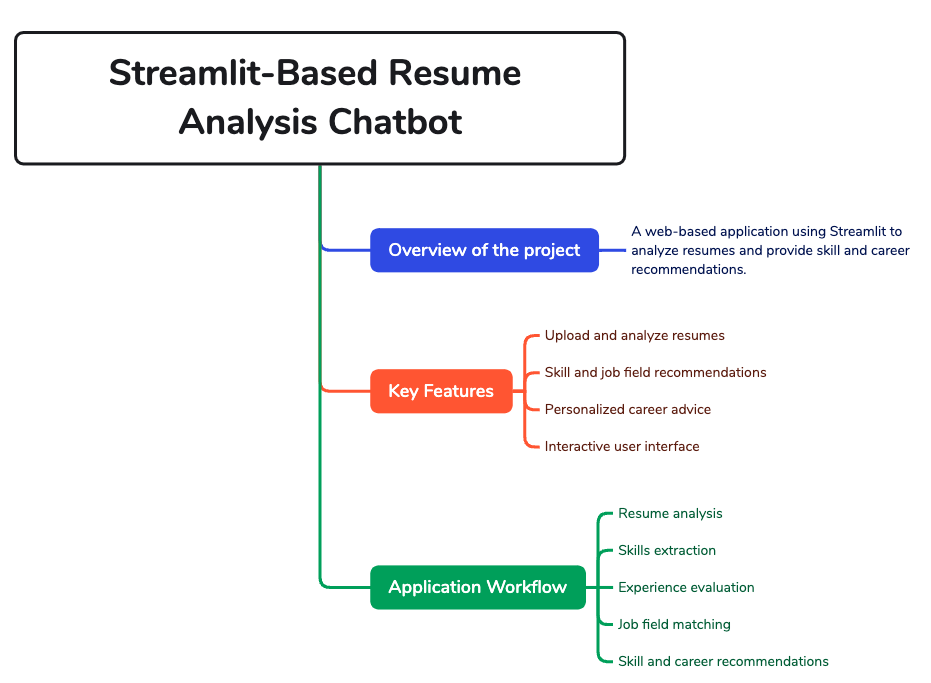 Streamlit-Based Resume
Analysis Chatbot
Overview of the project
A web-based application using Streamlit to
analyze resumes and provide skill and career
recommendations.
Key Features
Upload and analyze resumes
Skill and job field recommendations
Personalized career advice
Interactive user interface
Application Workflow
Resume analysis
Skills extraction
Experience evaluation
Job field matching
Skill and career recommendations